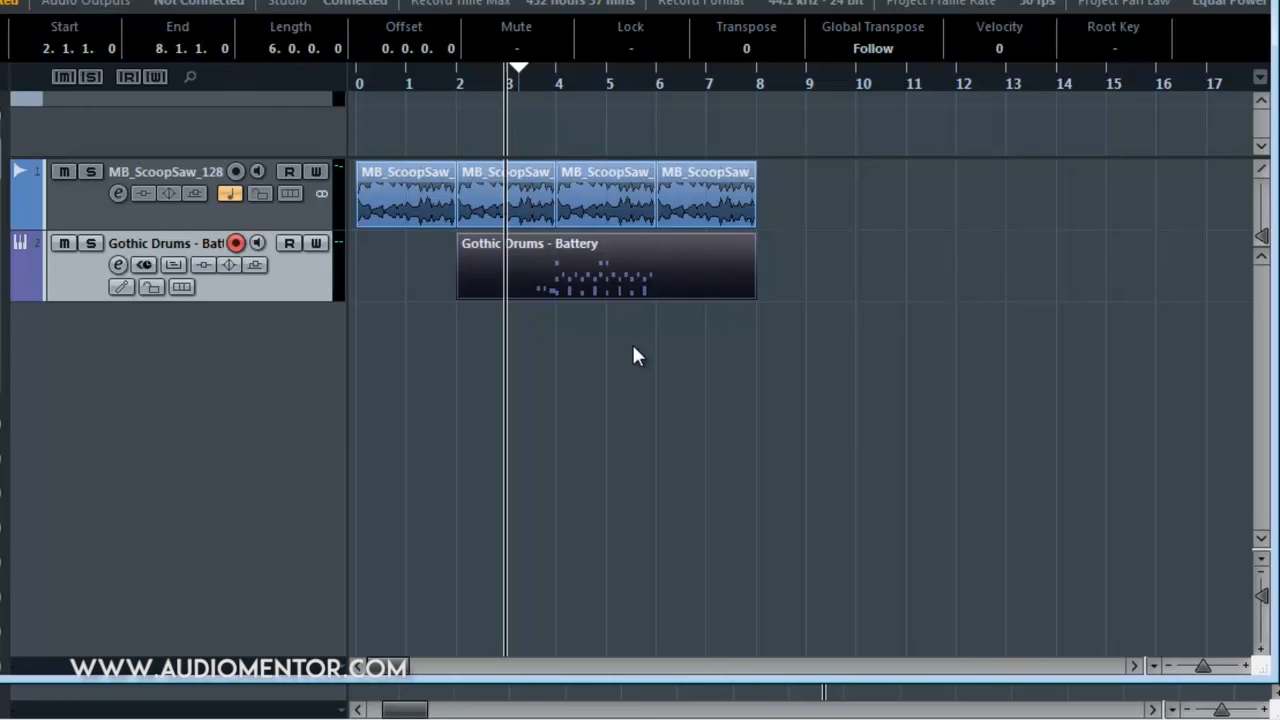 Audio Outputs Not Connected Studio Connected Record Time Max 452 hours 57 mins Record Format 44.1 kHz - 24 bit Project Frame Rate 30 fps Project Pan Law Equal Power
Start End Length Offset Mute Lock Transpose Global Transpose Velocity Root Key
2. 1. 1. 0 8. 1. 1. 0 6. 0. 0. 0 0. 0. 0. 0 - - 0 Follow 0 -
M S R W
0 1 2 3 4 5 6 7 8 9 10 11 12 13 14 15 16 17
1 M S MB_ScoopSaw_128 R W MB_ScoopSaw_ MB_ScoopSaw_ MB_ScoopSaw_ MB_ScoopSaw_
e
2 M S Gothic Drums - Batt R W Gothic Drums - Battery
e
WWW.AUDIOMENTOR.COM